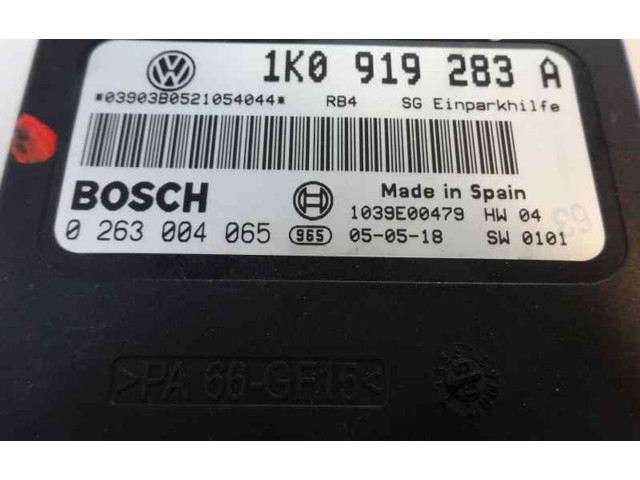 1K0 919 283 A
*03903B0521054044* RB4 SG Einparkhilfe
BOSCH
Made in Spain
1039E00479 HW 04
0 263 004 065 965 05-05-18 SW 0101
63
>PA 66-GF15<